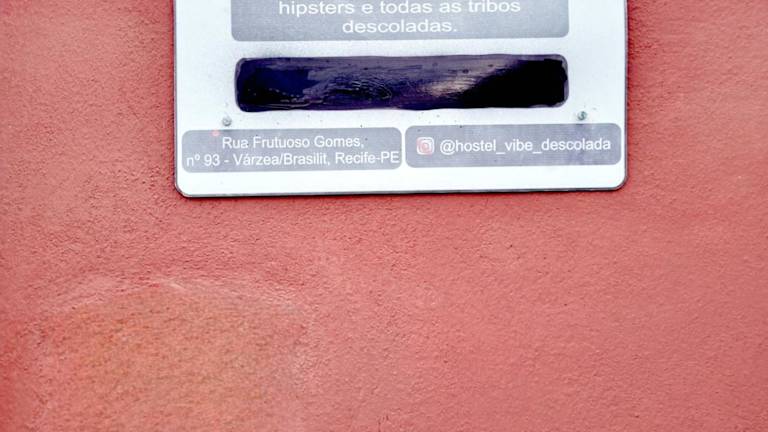 hipsters e todas as tribos
descoladas.
Rua Frutuoso Gomes,
nº 93 - Várzea/Brasilit, Recife-PE
@hostel_vibe_descolada